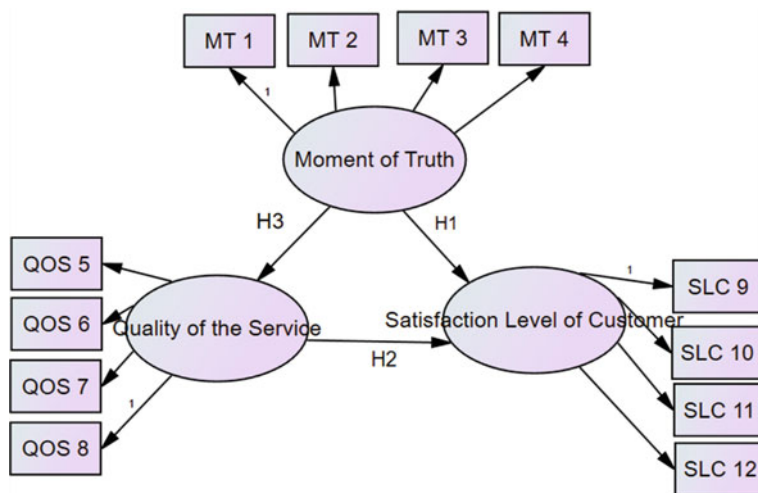 MT 1
MT 2
MT 3
MT 4
1
Moment of Truth
H3
H1
QOS 5
QOS 6
QOS 7
QOS 8
1
Quality of the Service
H2
Satisfaction Level of Customer
1
SLC 9
SLC 10
SLC 11
SLC 12